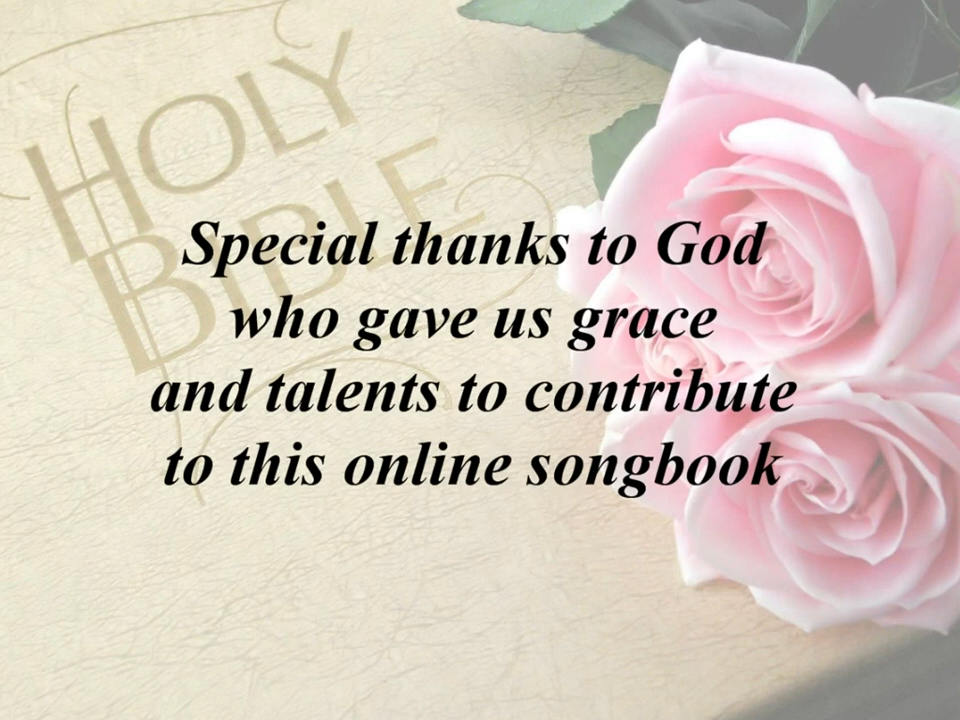 HOLY
BIBLE
Special thanks to God
who gave us grace
and talents to contribute
to this online songbook